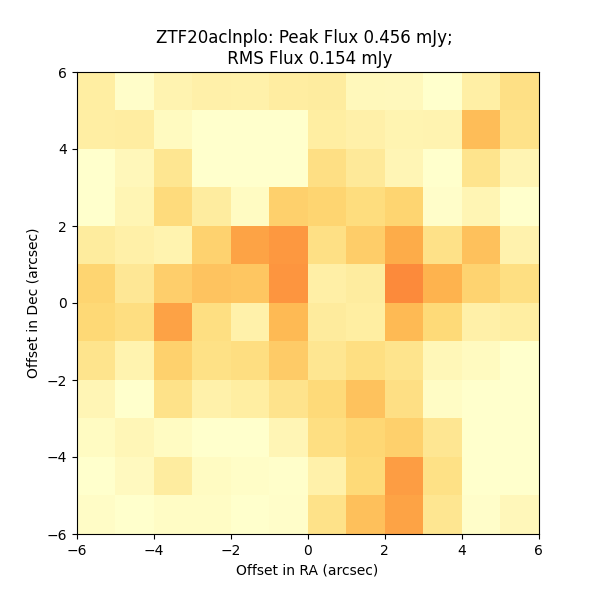 ZTF20aclnplo: Peak Flux 0.456 mJy;
RMS Flux 0.154 mJy
6
4
2
0
−2
−4
−6
Offset in Dec (arcsec)
−6 −4 −2 0 2 4 6
Offset in RA (arcsec)